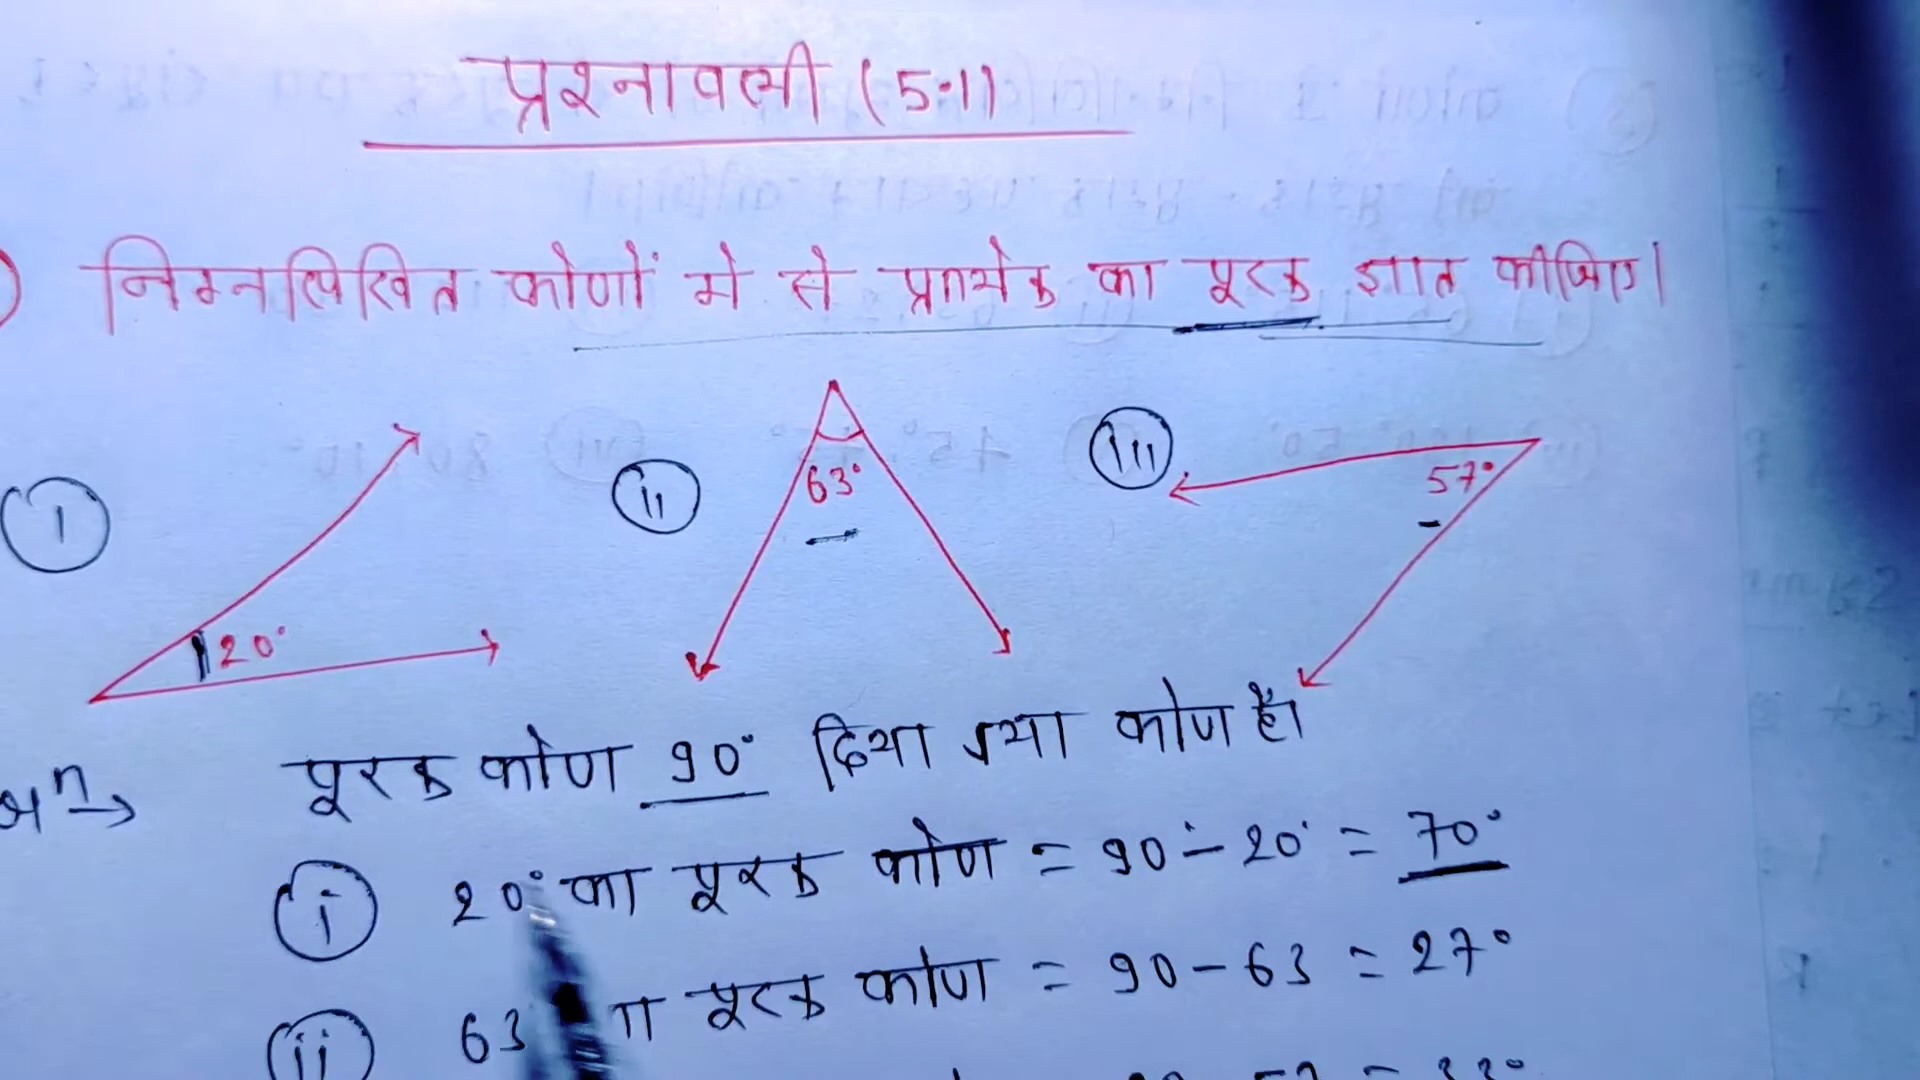 प्रश्नावली (5.1)
निम्नलिखित कोणों मे से प्रत्येक का पूरक ज्ञात कीजिए।
i
ii
iii
20°
63°
57°
पूरक कोण 90° दिया गया कोण है।
i 20° का पूरक कोण = 90° - 20° = 70°
ii 63 पूरक कोण = 90 - 63 = 27°